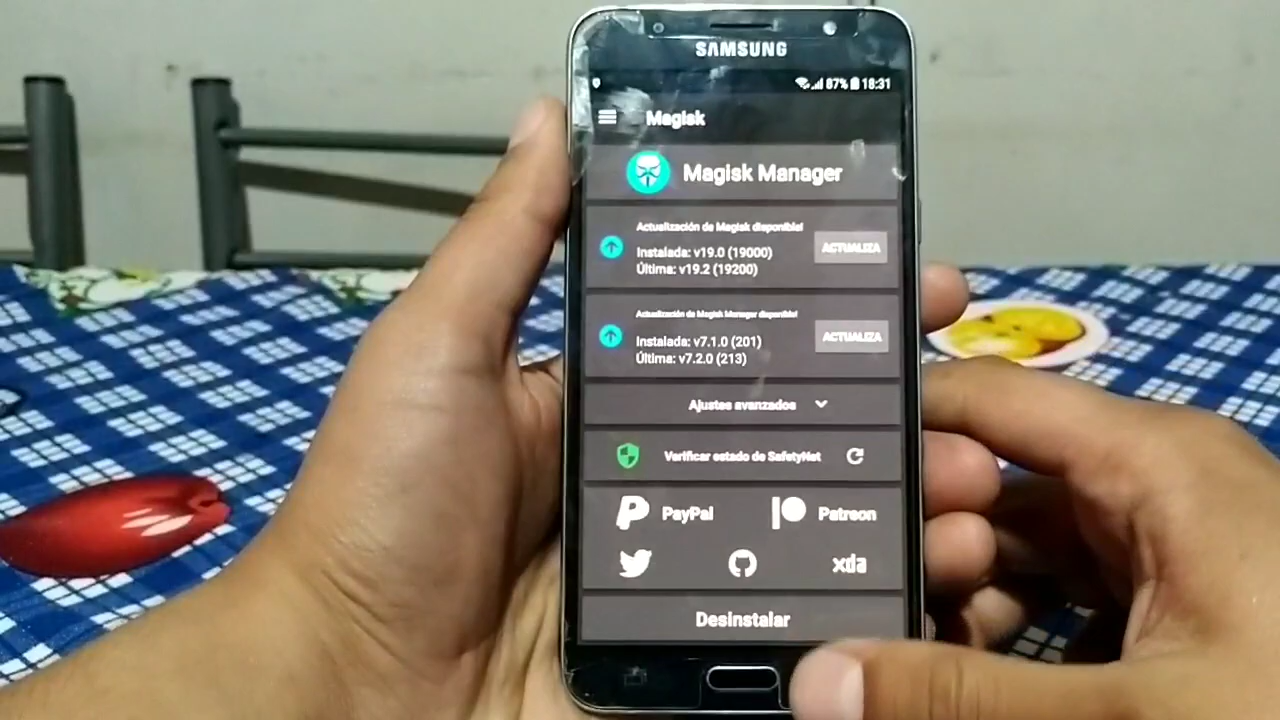 SAMSUNG
87% 18:31
Magisk
Magisk Manager
Actualización de Magisk disponible!
Instalada: v19.0 (19000)
Última: v19.2 (19200)
ACTUALIZA
Actualización de Magisk Manager disponible!
Instalada: v7.1.0 (201)
Última: v7.2.0 (213)
ACTUALIZA
Ajustes avanzados
Verificar estado de SafetyNet
PayPal
Patreon
xda
Desinstalar